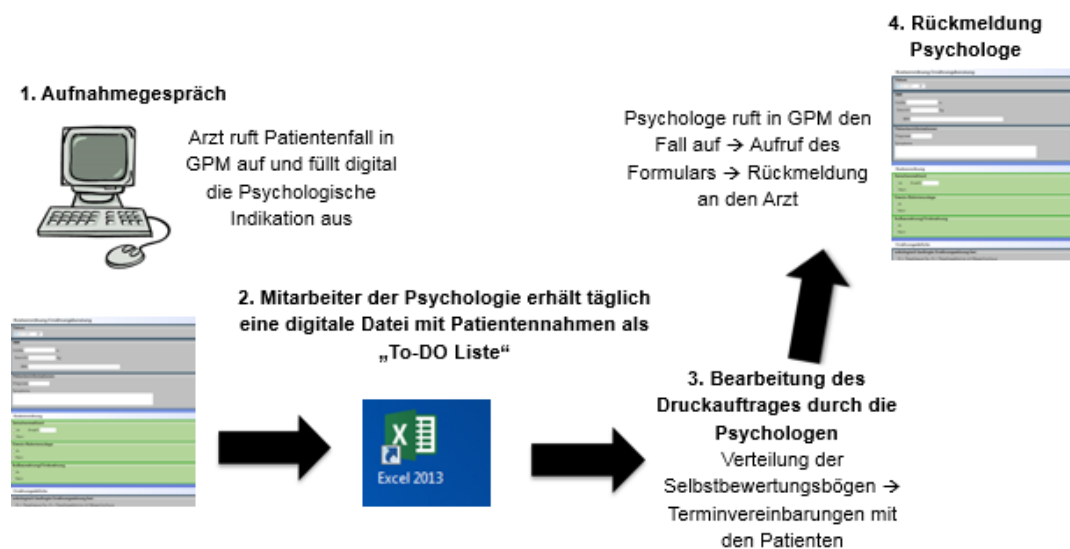 1. Aufnahmegespräch
Arzt ruft Patientenfall in
GPM auf und füllt digital
die Psychologische
Indikation aus
2. Mitarbeiter der Psychologie erhält täglich
eine digitale Datei mit Patientennahmen als
„To-DO Liste“
Excel 2013
3. Bearbeitung des
Druckauftrages durch die
Psychologen
Verteilung der
Selbstbewertungsbögen →
Terminvereinbarungen mit
den Patienten
4. Rückmeldung
Psychologe
Psychologe ruft in GPM den
Fall auf → Aufruf des
Formulars → Rückmeldung
an den Arzt